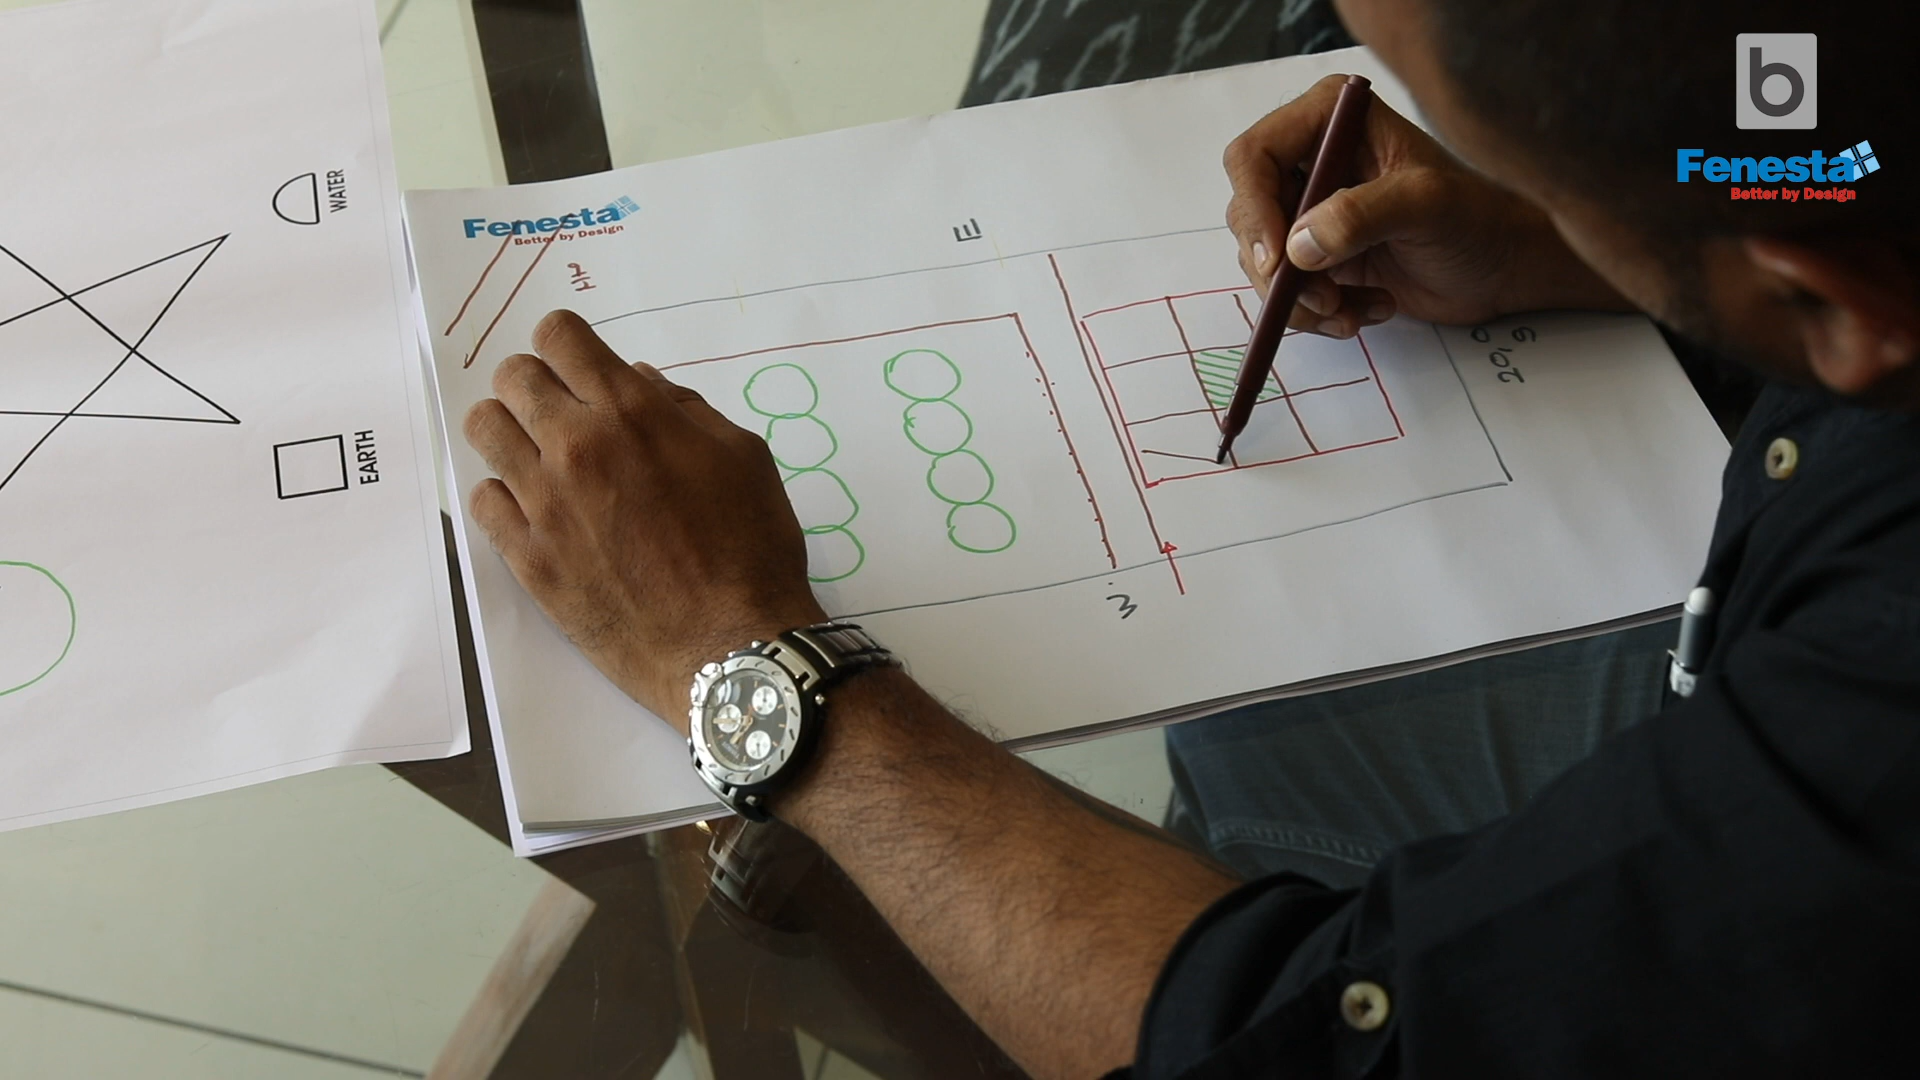 b
Fenesta
Better by Design
Fenesta
Better by Design
WATER
EARTH
E
W